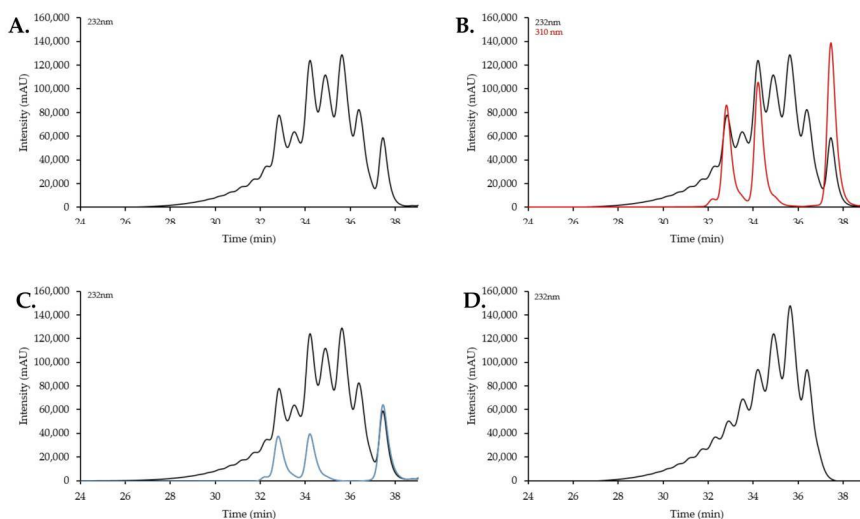 A.
232nm
160,000
140,000
120,000
100,000
80,000
60,000
40,000
20,000
0
Intensity (mAU)
24 26 28 30 32 34 36 38
Time (min)
B.
232nm
310 nm
160,000
140,000
120,000
100,000
80,000
60,000
40,000
20,000
0
Intensity (mAU)
24 26 28 30 32 34 36 38
Time (min)
C.
232nm
160,000
140,000
120,000
100,000
80,000
60,000
40,000
20,000
0
Intensity (mAU)
24 26 28 30 32 34 36 38
Time (min)
D.
232nm
160,000
140,000
120,000
100,000
80,000
60,000
40,000
20,000
0
Intensity (mAU)
24 26 28 30 32 34 36 38
Time (min)